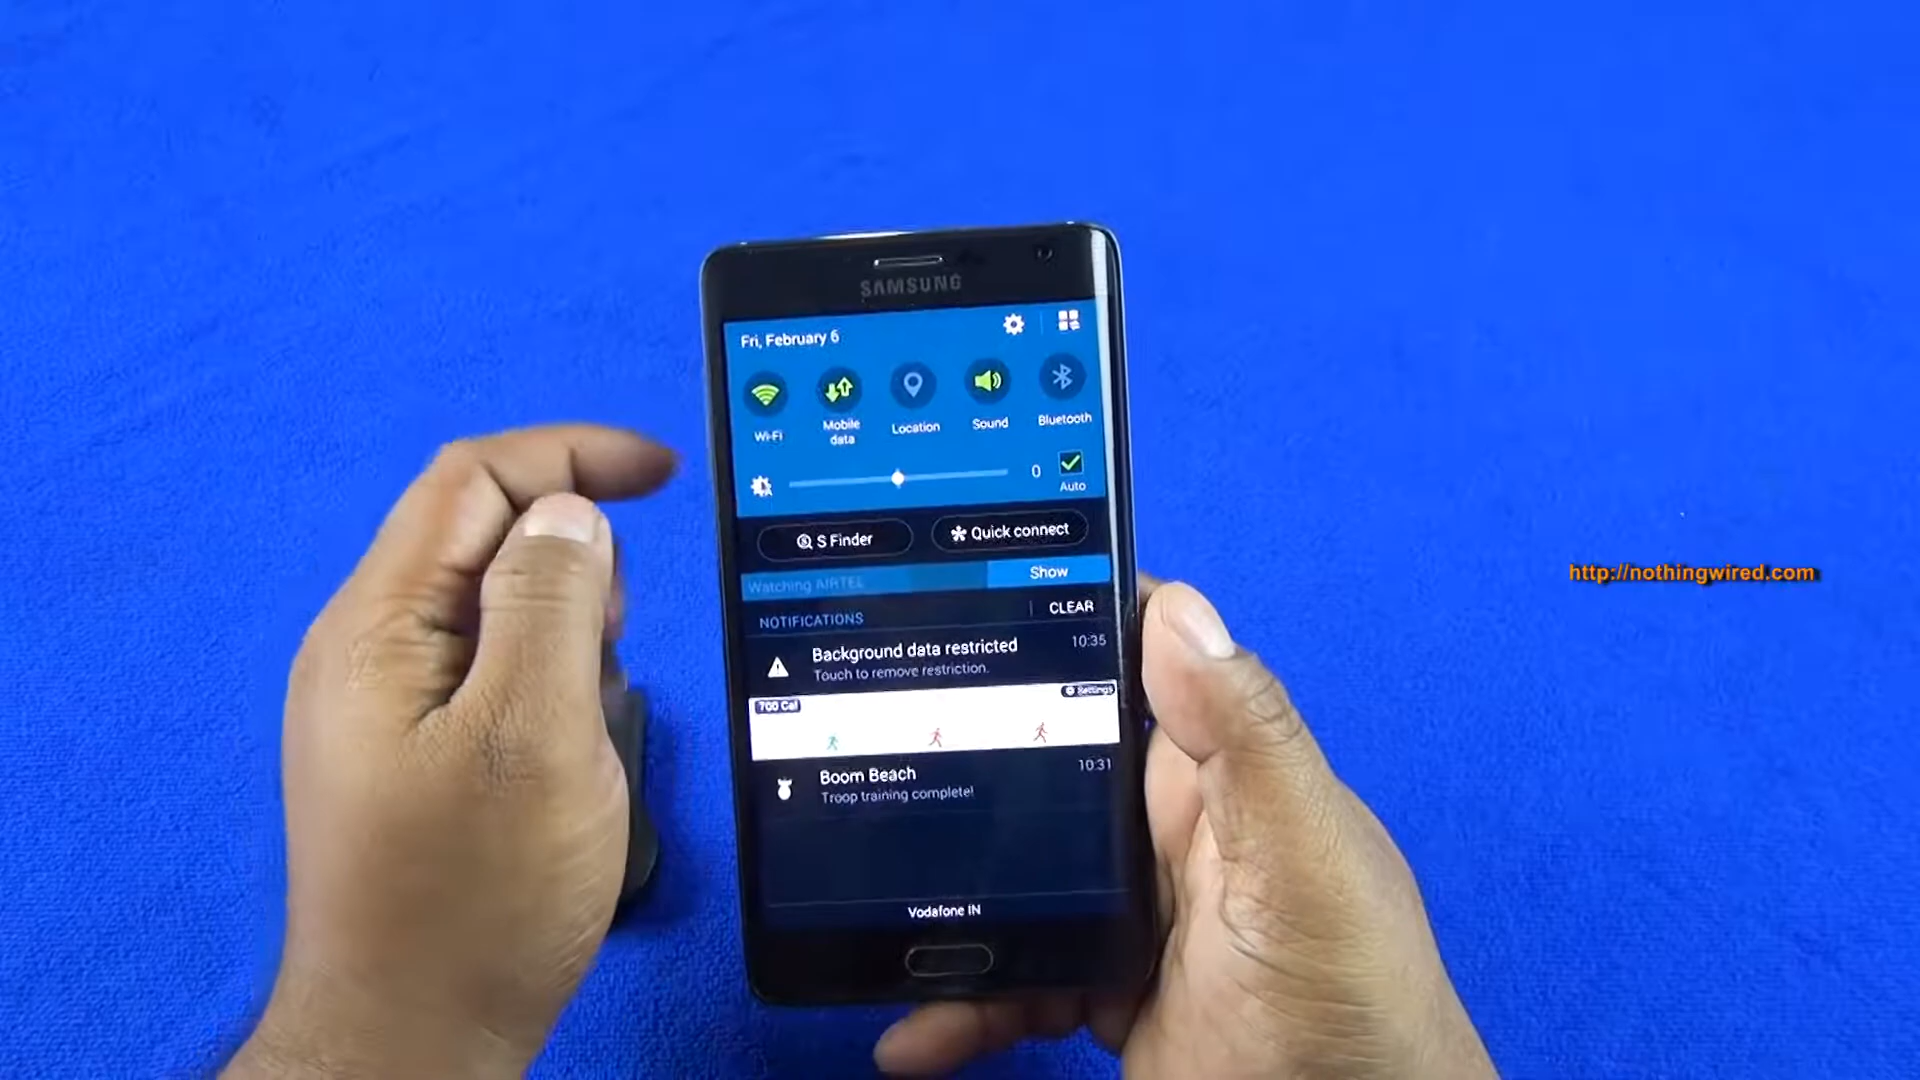 SAMSUNG
Fri, February 6
Wi-Fi
Mobile data
Location
Sound
Bluetooth
0
Auto
S Finder
Quick connect
Watching AIRTEL
Show
NOTIFICATIONS
CLEAR
Background data restricted
10:35
Touch to remove restriction.
700 Cal
Settings
Boom Beach
10:31
Troop training complete!
Vodafone IN
http://nothingwired.com